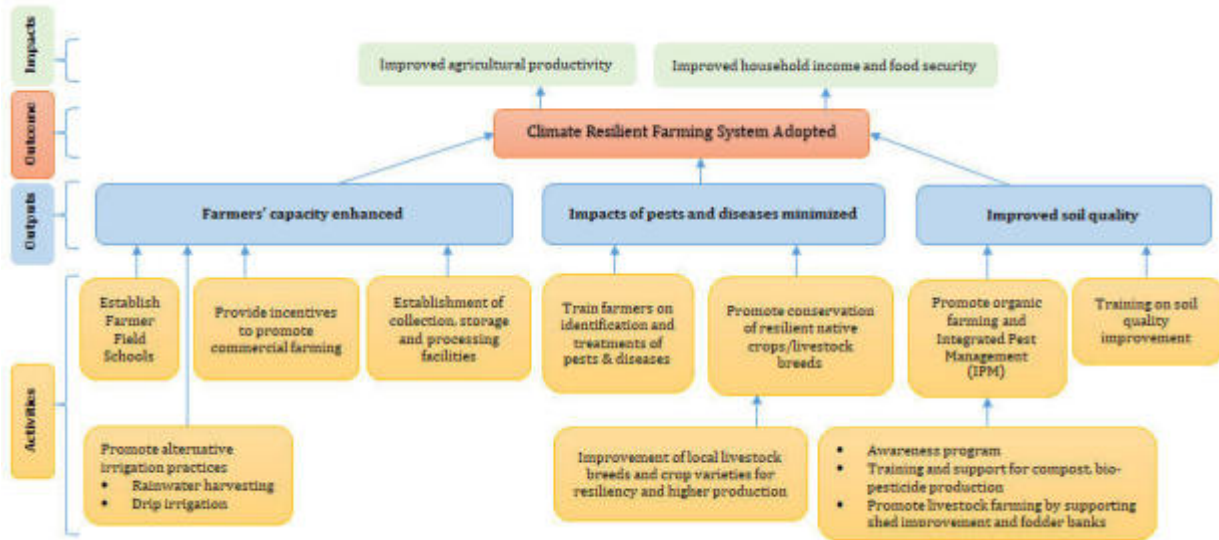 Impacts
Improved agricultural productivity
Improved household income and food security
Outcome
Climate Resilient Farming System Adopted
Outputs
Farmers' capacity enhanced
Impacts of pests and diseases minimized
Improved soil quality
Activities
Establish
Farmer
Field
Schools
Provide incentives
to promote
commercial farming
Establishment of
collection, storage
and processing
facilities
Train farmers on
identification and
treatments of
pests & diseases
Promote conservation
of resilient native
crops/livestock
breeds
Promote organic
farming and
Integrated Pest
Management
(IPM)
Training on soil
quality
improvement
Promote alternative
irrigation practices
• Rainwater harvesting
• Drip irrigation
Improvement of local livestock
breeds and crop varieties for
resiliency and higher production
• Awareness program
• Training and support for compost, bio-
pesticide production
• Promote livestock farming by supporting
shed improvement and fodder banks